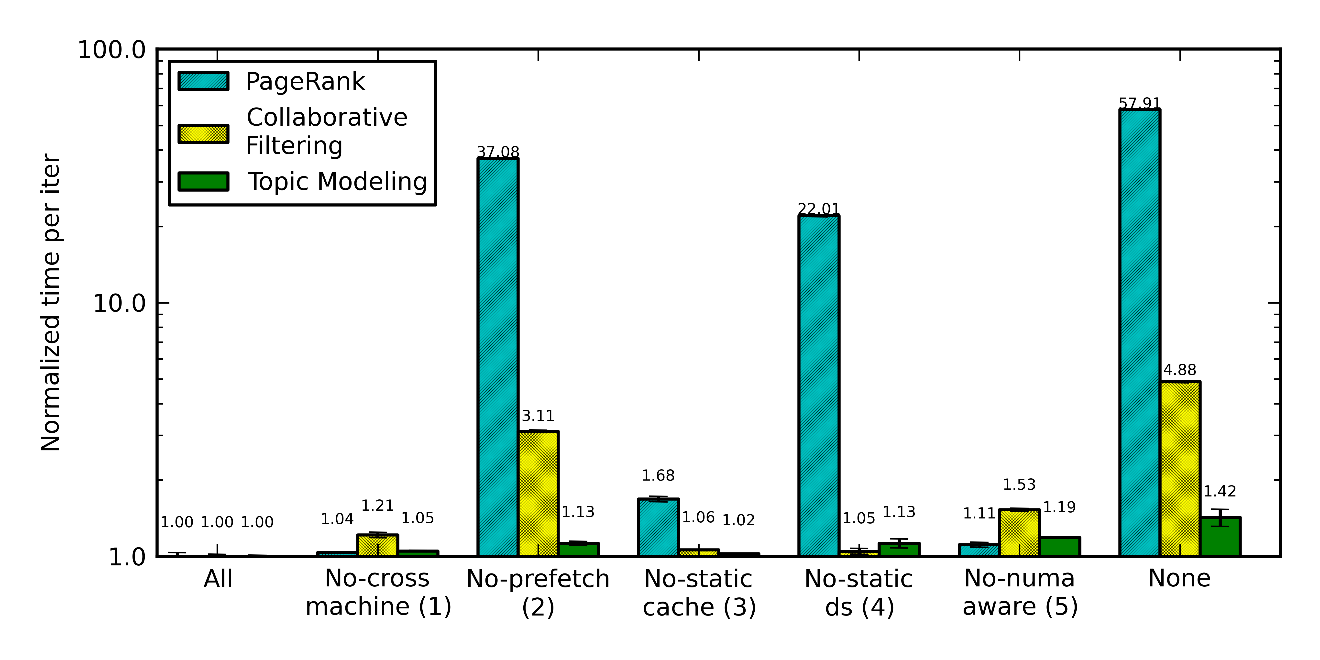 100.0
10.0
1.0
Normalized time per iter
PageRank
Collaborative
Filtering
Topic Modeling
1.00 1.00 1.00
1.04 1.21 1.05
37.08 3.11 1.13
1.68 1.06 1.02
22.01 1.05 1.13
1.11 1.53 1.19
57.91 4.88 1.42
All
No-cross
machine (1)
No-prefetch
(2)
No-static
cache (3)
No-static
ds (4)
No-numa
aware (5)
None